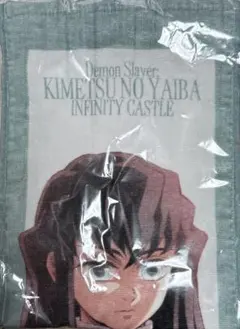 Demon Slayer
KIMETSU NO YAIBA
INFINITY CASTLE